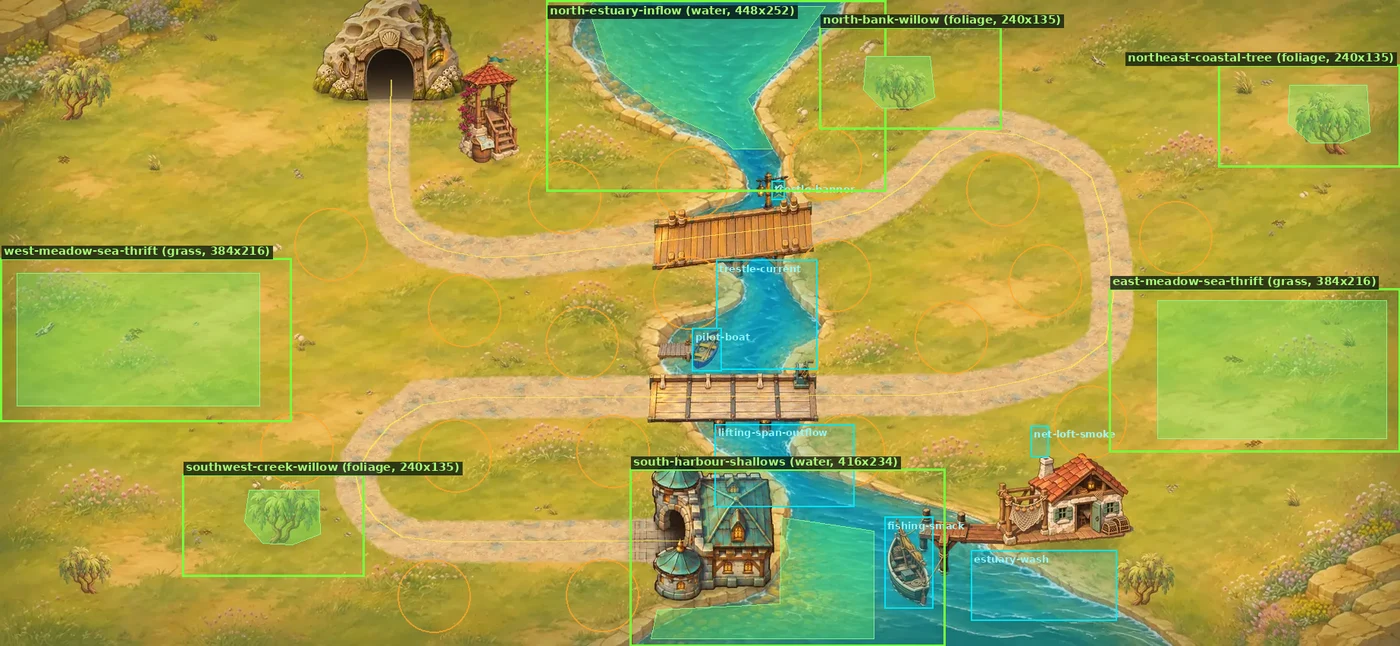 north-estuary-inflow (water, 448x252)
north-bank-willow (foliage, 240x135)
northeast-coastal-tree (foliage, 240x135)
trestle-banner
west-meadow-sea-thrift (grass, 384x216)
trestle-current
east-meadow-sea-thrift (grass, 384x216)
pilot-boat
lifting-span-outflow
net-loft-smoke
southwest-creek-willow (foliage, 240x135)
south-harbour-shallows (water, 416x234)
fishing-smack
estuary-wash